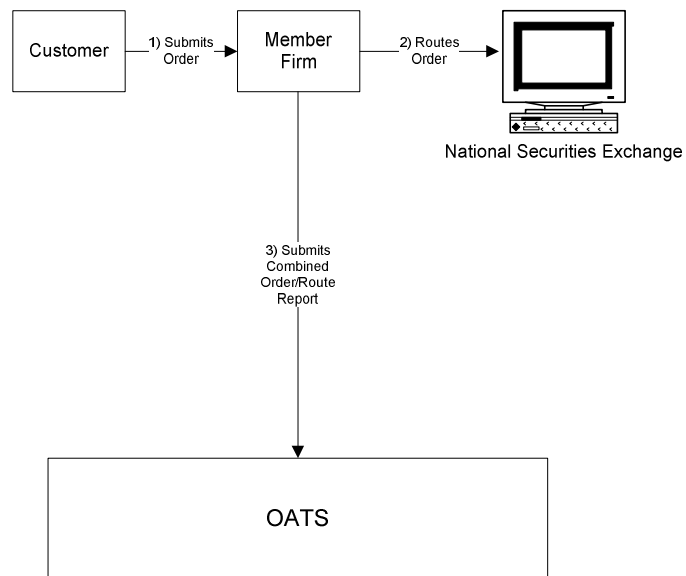 Customer
1) Submits
Order
Member
Firm
2) Routes
Order
National Securities Exchange
3) Submits
Combined
Order/Route
Report
OATS